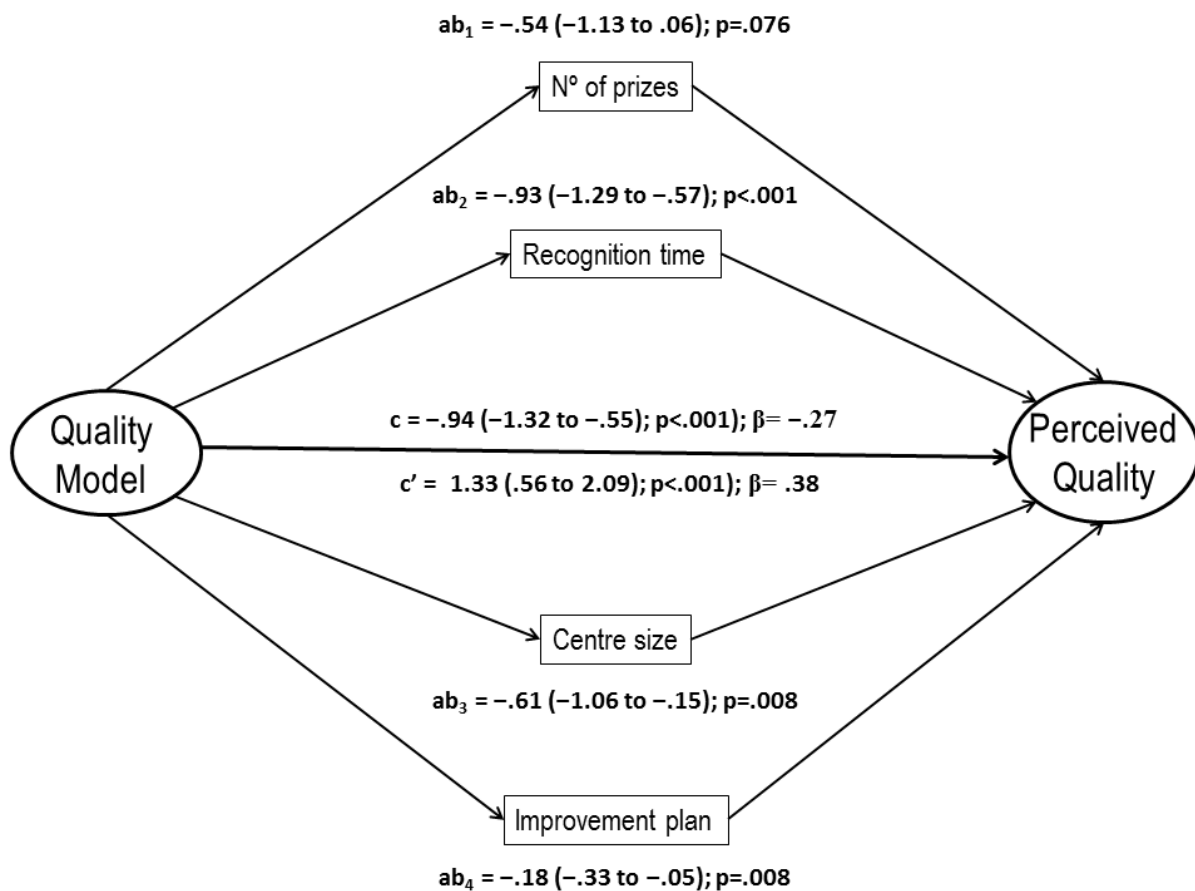 ab₁ = −.54 (−1.13 to .06); p=.076
Nº of prizes
ab₂ = −.93 (−1.29 to −.57); p<.001
Recognition time
Quality
Model
c = −.94 (−1.32 to −.55); p<.001); β= −.27
c’ =  1.33 (.56 to 2.09); p<.001); β= .38
Perceived
Quality
Centre size
ab₃ = −.61 (−1.06 to −.15); p=.008
Improvement plan
ab₄ = −.18 (−.33 to −.05); p=.008